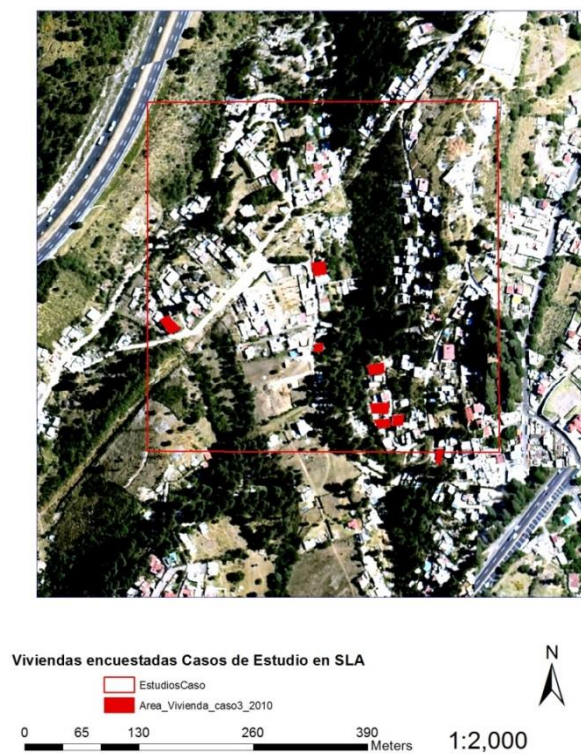 Viviendas encuestadas Casos de Estudio en SLA
EstudiosCaso
Area_Vivienda_caso3_2010
N
0 65 130 260 390
Meters
1:2,000